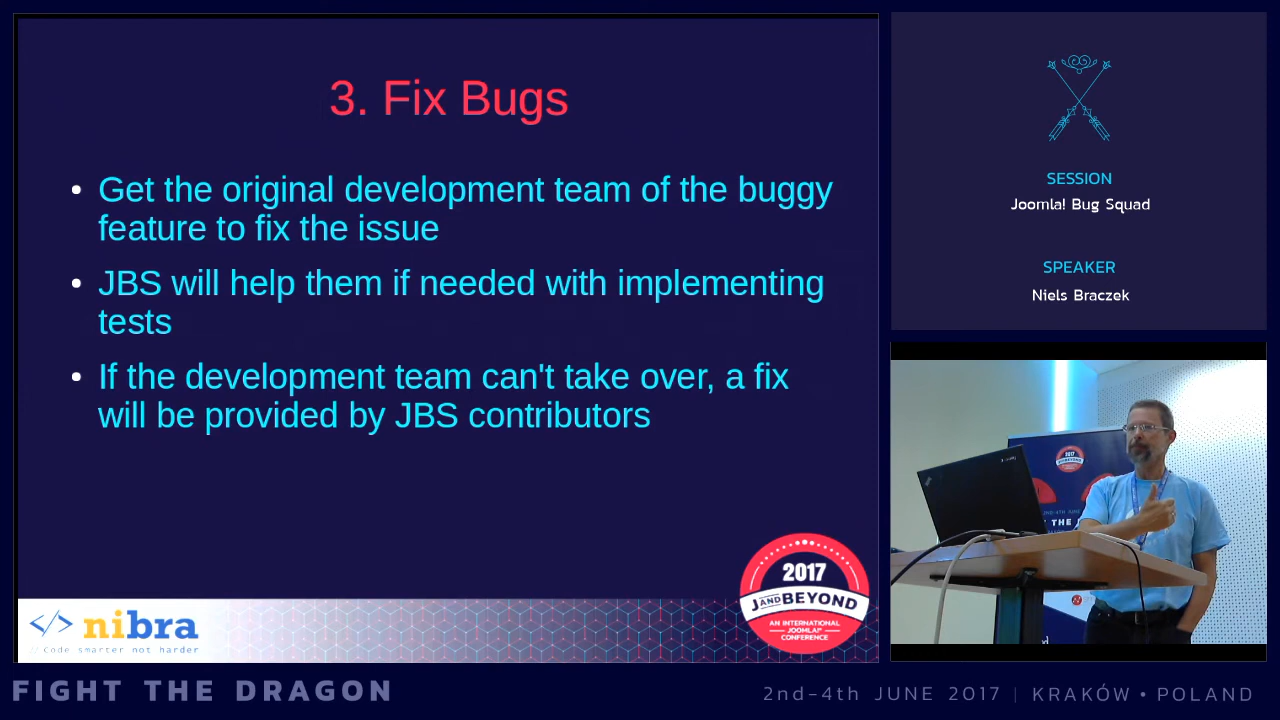 3. Fix Bugs
• Get the original development team of the buggy
feature to fix the issue
• JBS will help them if needed with implementing
tests
• If the development team can't take over, a fix
will be provided by JBS contributors
</> nibra
// Code smarter not harder
2017
J AND BEYOND
AN INTERNATIONAL
JOOMLA!®
CONFERENCE
SESSION
Joomla! Bug Squad
SPEAKER
Niels Braczek
2017
FIGHT THE DRAGON
2nd-4th JUNE 2017 | KRAKÓW • POLAND